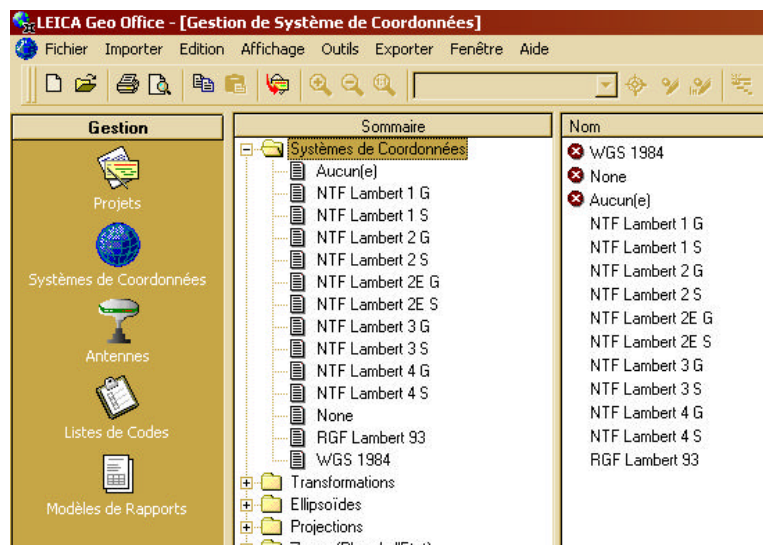 LEICA Geo Office - [Gestion de Système de Coordonnées]
Fichier Importer Edition Affichage Outils Exporter Fenêtre Aide
Gestion
Projets
Systèmes de Coordonnées
Antennes
Listes de Codes
Modèles de Rapports
Sommaire
Systèmes de Coordonnées
Aucun(e)
NTF Lambert 1 G
NTF Lambert 1 S
NTF Lambert 2 G
NTF Lambert 2 S
NTF Lambert 2E G
NTF Lambert 2E S
NTF Lambert 3 G
NTF Lambert 3 S
NTF Lambert 4 G
NTF Lambert 4 S
None
RGF Lambert 93
WGS 1984
Transformations
Ellipsoïdes
Projections
Nom
WGS 1984
None
Aucun(e)
NTF Lambert 1 G
NTF Lambert 1 S
NTF Lambert 2 G
NTF Lambert 2 S
NTF Lambert 2E G
NTF Lambert 2E S
NTF Lambert 3 G
NTF Lambert 3 S
NTF Lambert 4 G
NTF Lambert 4 S
RGF Lambert 93